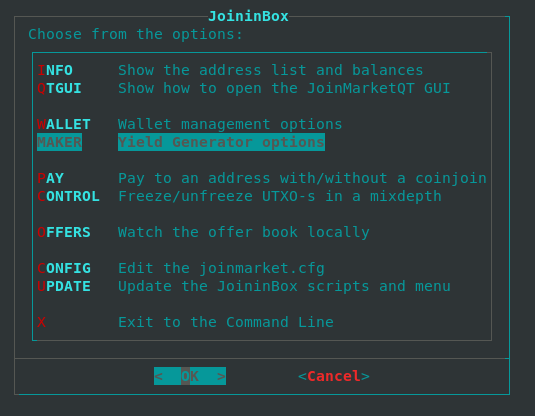 JoininBox
Choose from the options:
INFO Show the address list and balances
QTGUI Show how to open the JoinMarketQT GUI
WALLET Wallet management options
MAKER Yield Generator options
PAY Pay to an address with/without a coinjoin
CONTROL Freeze/unfreeze UTXO-s in a mixdepth
OFFERS Watch the offer book locally
CONFIG Edit the joinmarket.cfg
UPDATE Update the JoininBox scripts and menu
X Exit to the Command Line
< OK > <Cancel>